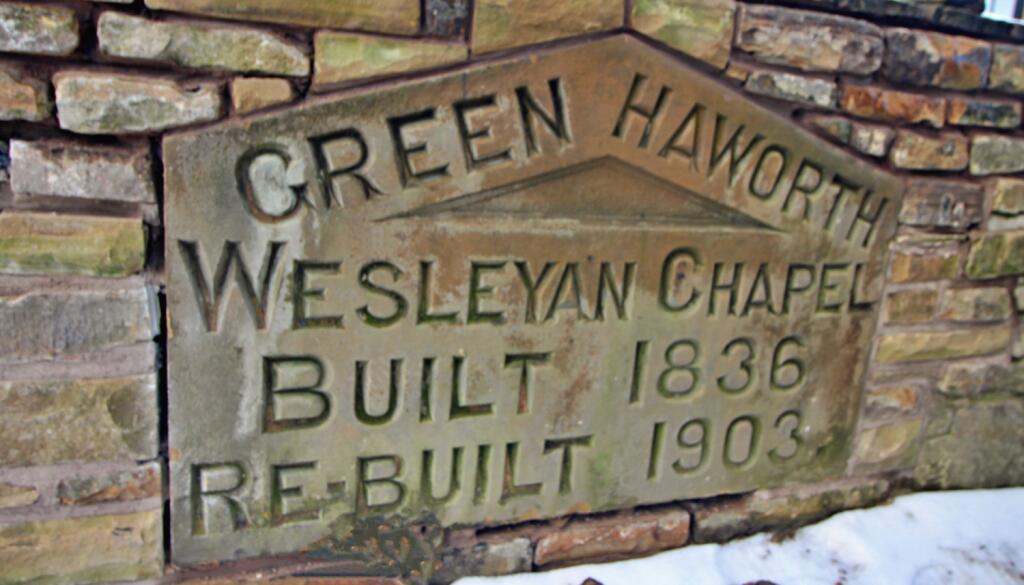 GREEN HAWORTH
WESLEYAN CHAPEL
BUILT 1836
RE-BUILT 1903.